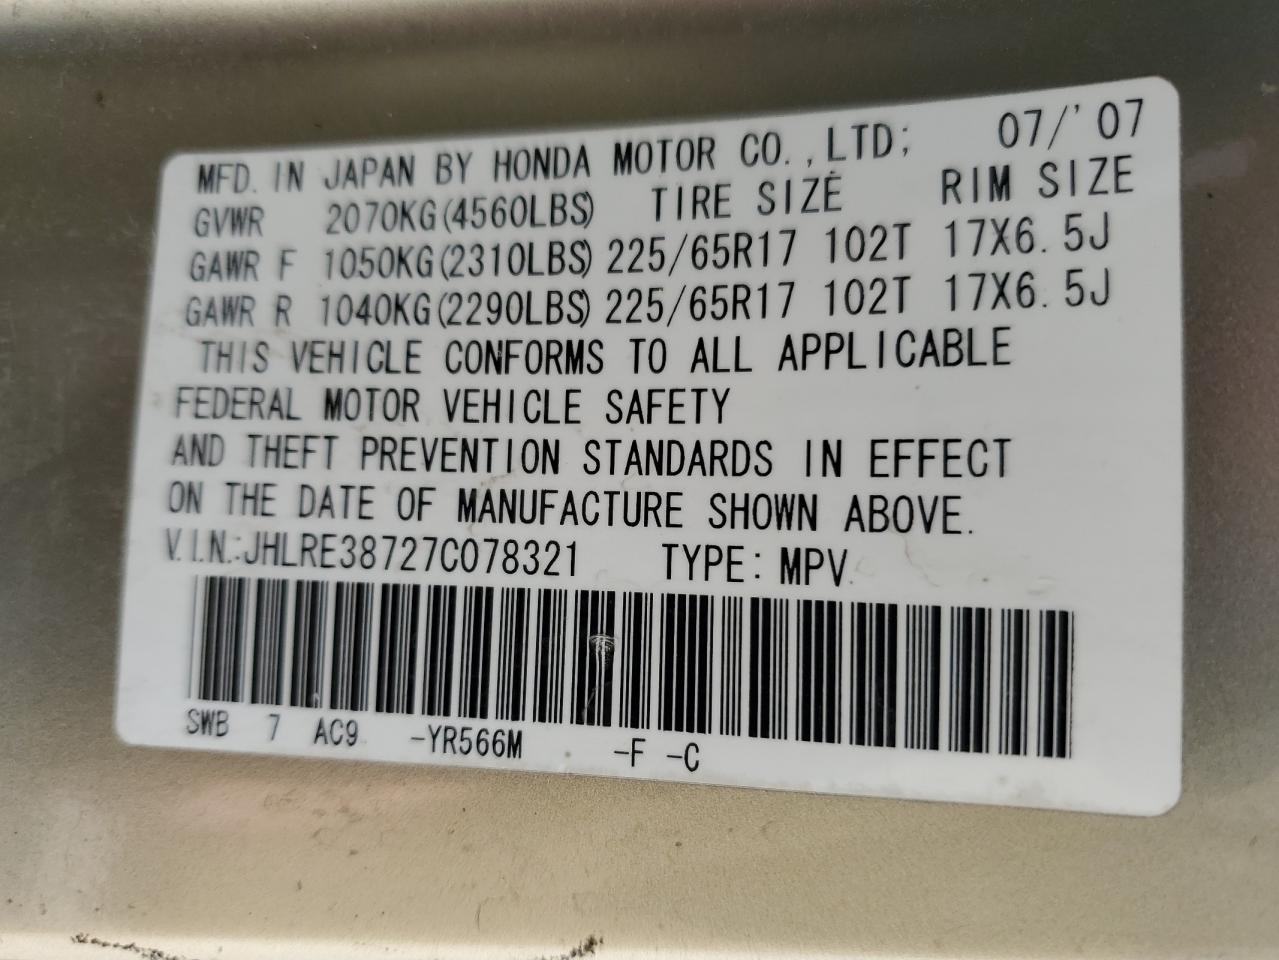 MFD. IN JAPAN BY HONDA MOTOR CO., LTD; 07/'07
GVWR 2070KG(4560LBS) TIRE SIZE RIM SIZE
GAWR F 1050KG(2310LBS) 225/65R17 102T 17X6.5J
GAWR R 1040KG(2290LBS) 225/65R17 102T 17X6.5J
THIS VEHICLE CONFORMS TO ALL APPLICABLE
FEDERAL MOTOR VEHICLE SAFETY
AND THEFT PREVENTION STANDARDS IN EFFECT
ON THE DATE OF MANUFACTURE SHOWN ABOVE.
V.I.N.:JHLRE38727C078321 TYPE: MPV
SWB 7 AC9 -YR566M -F -C